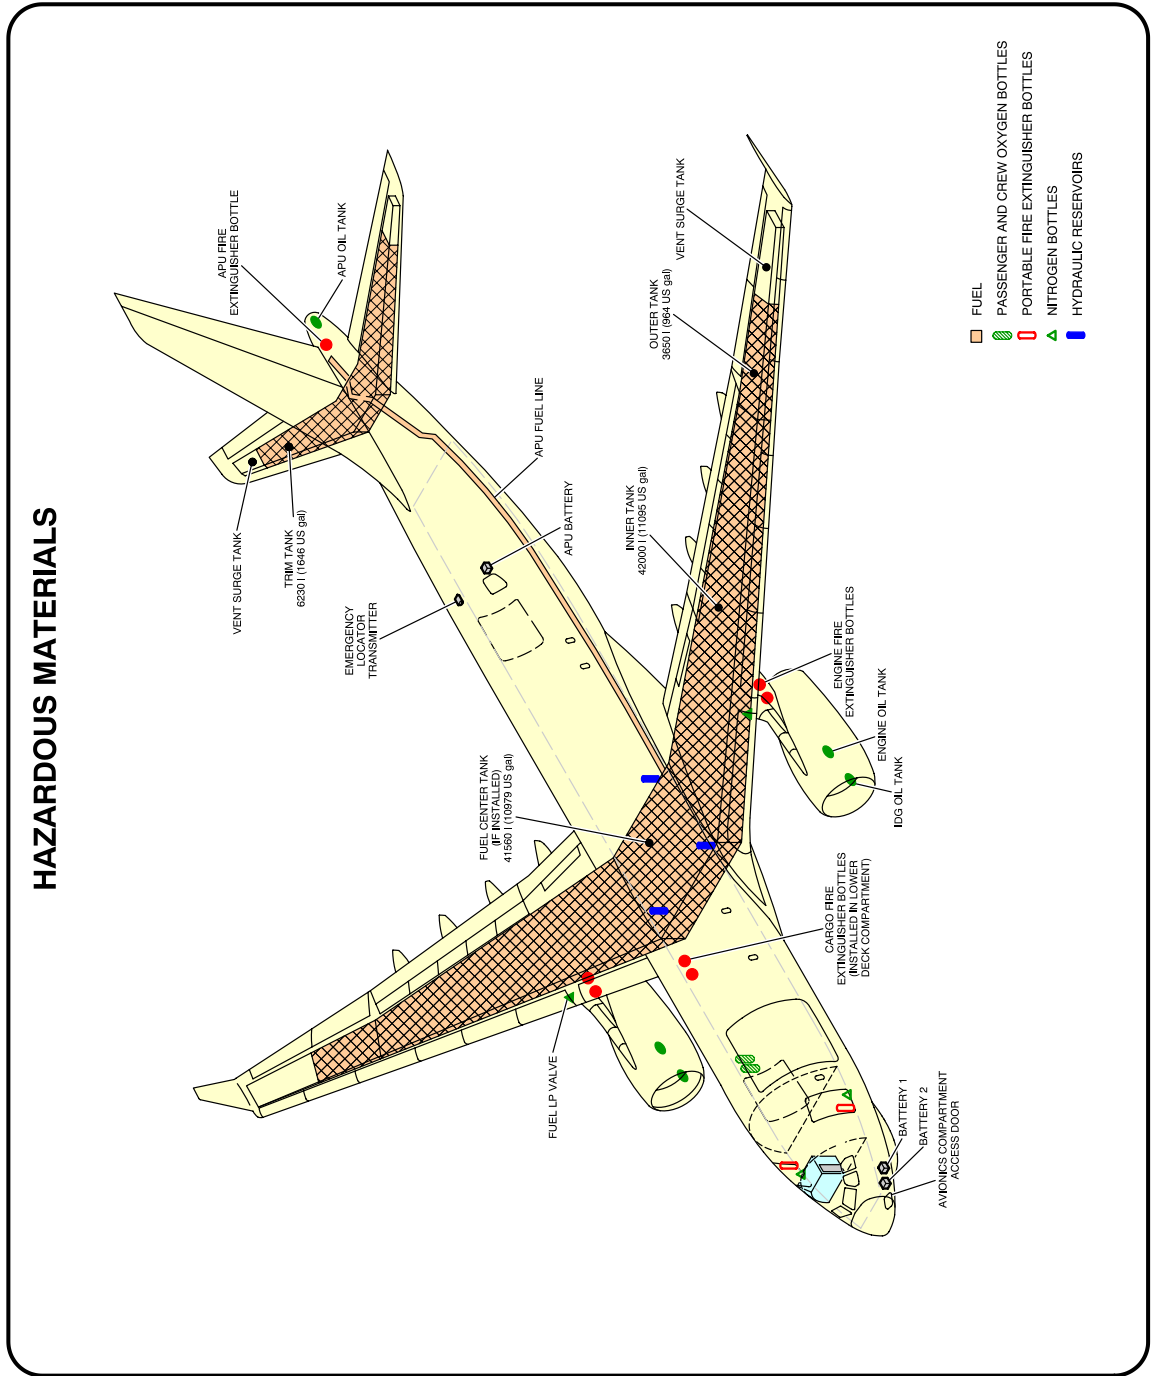 HAZARDOUS MATERIALS
VENT SURGE TANK
TRIM TANK
6230 l (1646 US gal)
APU FIRE
EXTINGUISHER BOTTLE
APU OIL TANK
EMERGENCY
LOCATOR
TRANSMITTER
APU FUEL LINE
APU BATTERY
FUEL CENTER TANK
(IF INSTALLED)
41560 l (10979 US gal)
INNER TANK
42000 l (11095 US gal)
OUTER TANK
3650 l (964 US gal)
VENT SURGE TANK
FUEL LP VALVE
ENGINE FIRE
EXTINGUISHER BOTTLES
ENGINE OIL TANK
IDG OIL TANK
CARGO FIRE
EXTINGUISHER BOTTLES
(INSTALLED IN LOWER
DECK COMPARTMENT)
BATTERY 1
BATTERY 2
AVIONICS COMPARTMENT
ACCESS DOOR
FUEL
PASSENGER AND CREW OXYGEN BOTTLES
PORTABLE FIRE EXTINGUISHER BOTTLES
NITROGEN BOTTLES
HYDRAULIC RESERVOIRS